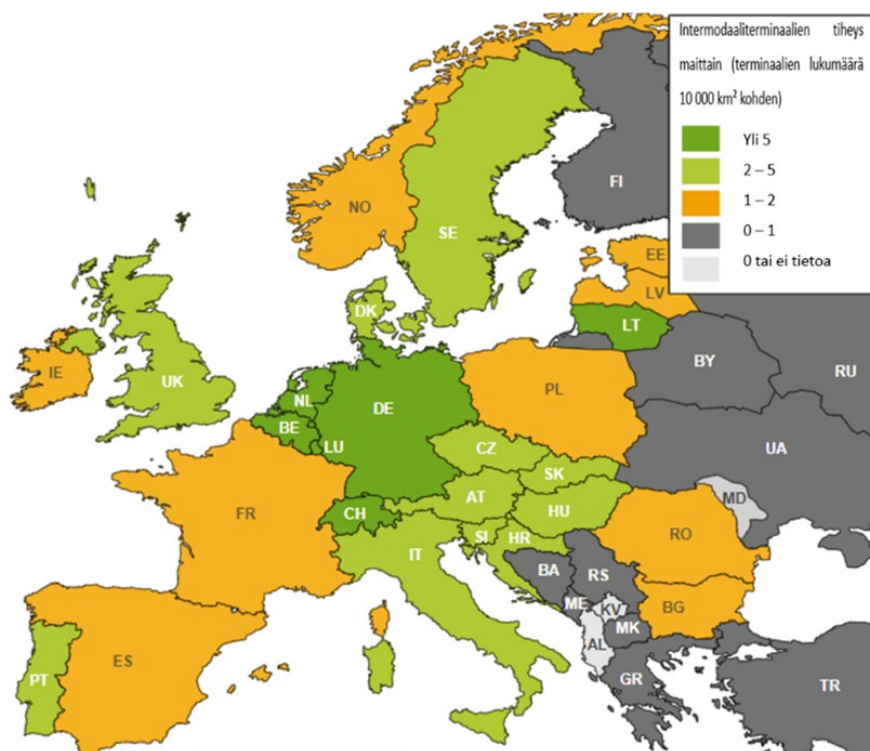 Intermodaaliterminaalien tiheys
maittain (terminaalien lukumäärä
10 000 km² kohden)
Yli 5
2 – 5
1 – 2
0 – 1
0 tai ei tietoa
FI
NO
SE
EE
LV
DK
LT
IE
UK
BY
RU
NL
DE
PL
BE
LU
CZ
UA
SK
MD
FR
CH
AT
HU
RO
IT
SI
HR
BA
RS
ME
KV
BG
MK
AL
PT
ES
GR
TR